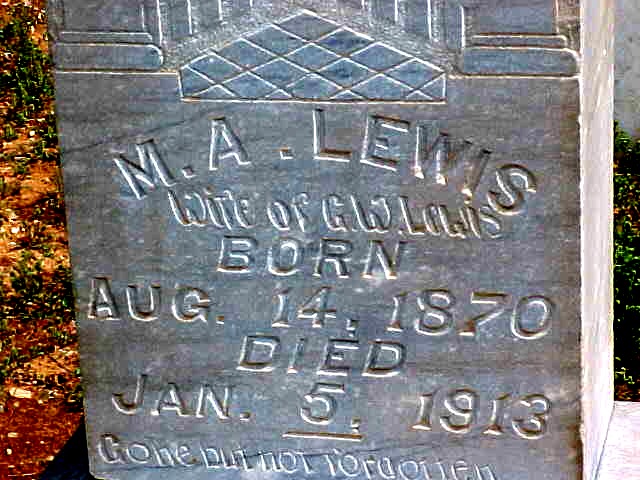 M. A. LEWIS
Wife of G.W. Lewis
BORN
AUG. 14, 1870
DIED
JAN. 5, 1913
Gone But not forgotten